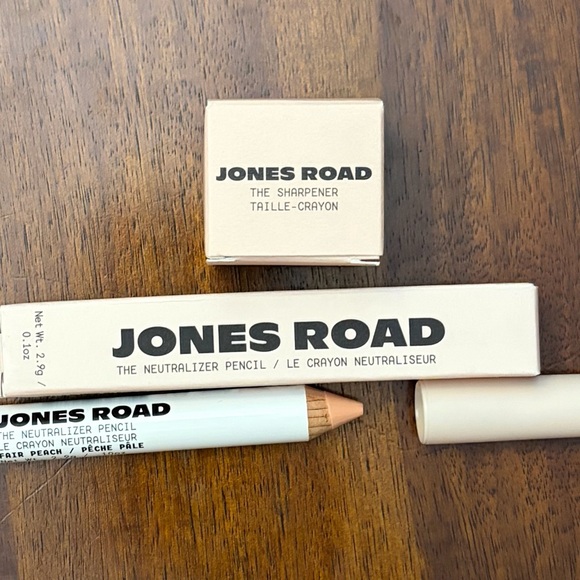 JONES ROAD
THE SHARPENER
TAILLE-CRAYON
Net Wt. 2.9g /
0.1oz
JONES ROAD
THE NEUTRALIZER PENCIL / LE CRAYON NEUTRALISEUR
JONES ROAD
THE NEUTRALIZER PENCIL
LE CRAYON NEUTRALISEUR
FAIR PEACH / PÊCHE PÂLE